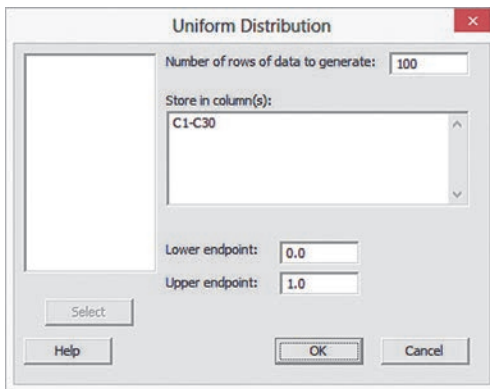 Uniform Distribution
Number of rows of data to generate: 100
Store in column(s):
C1-C30
Lower endpoint: 0.0
Upper endpoint: 1.0
Select
Help OK Cancel